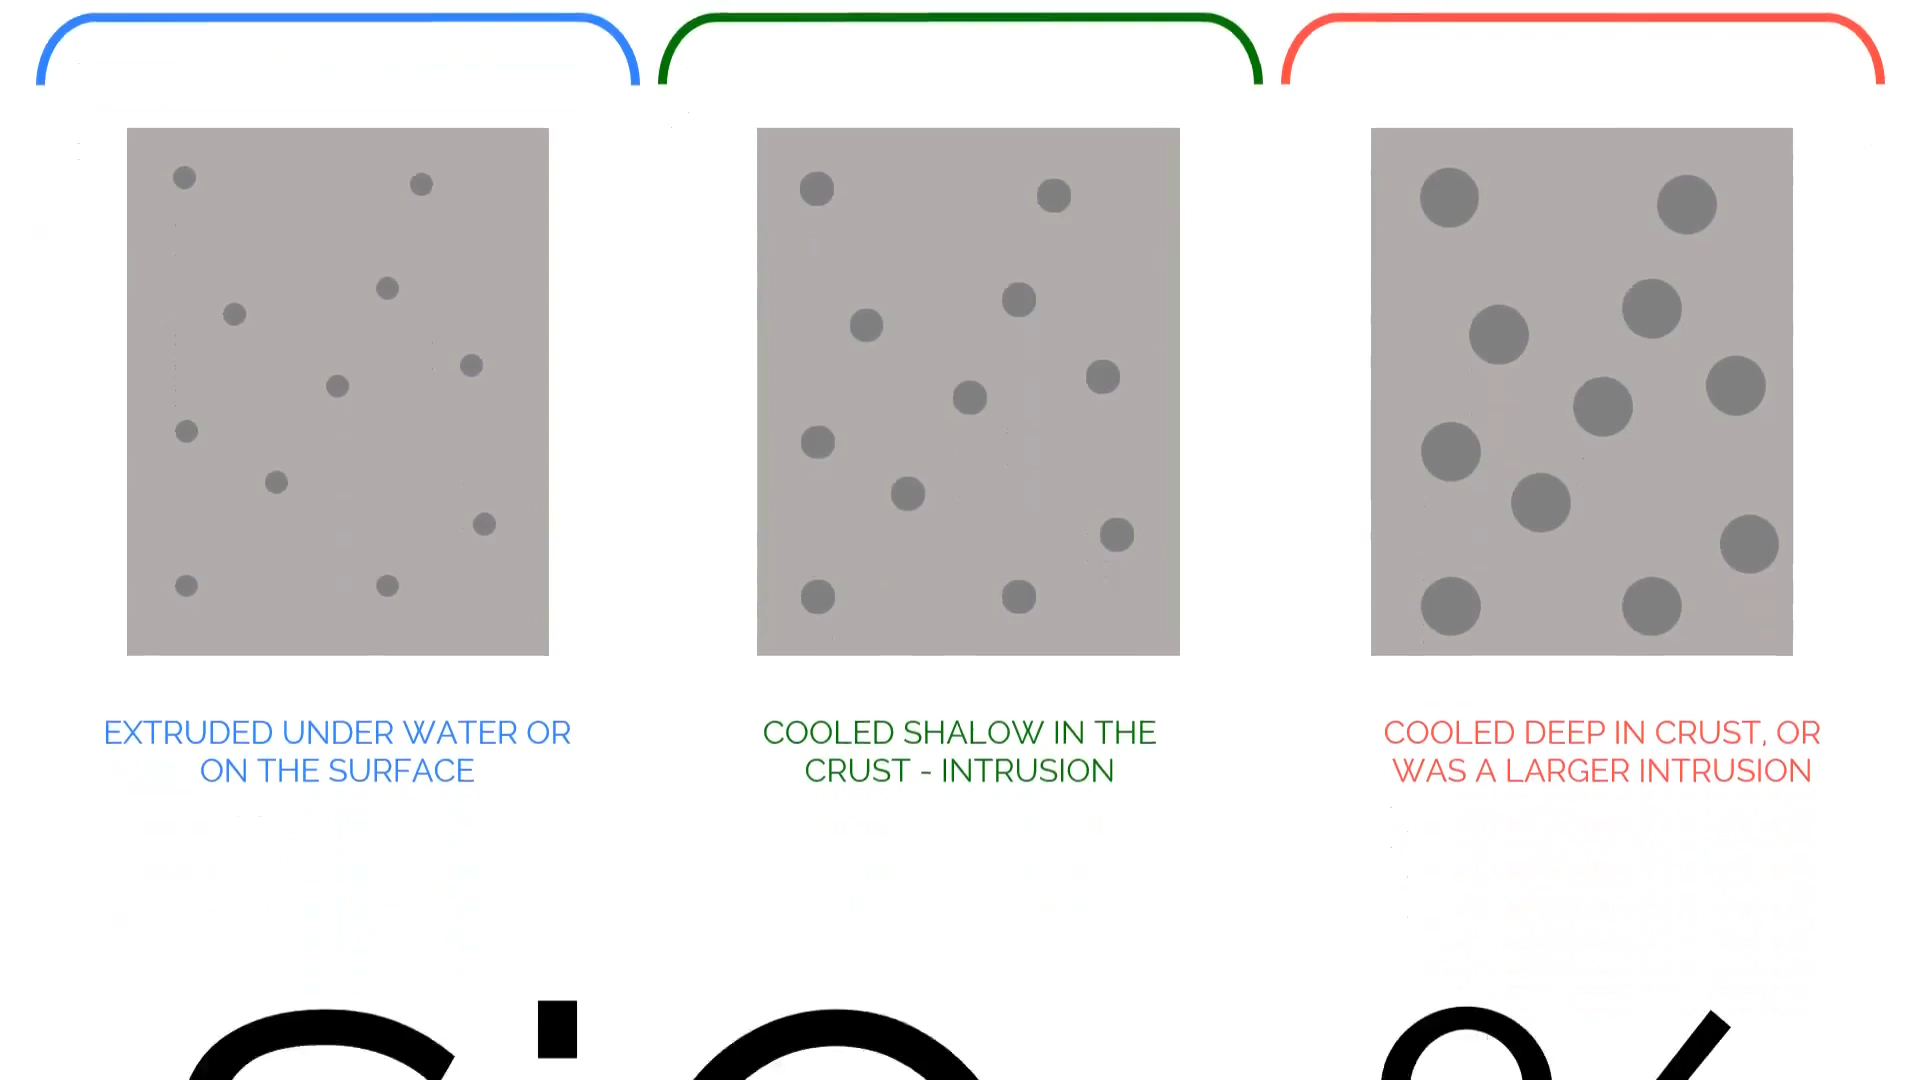 EXTRUDED UNDER WATER OR
ON THE SURFACE
COOLED SHALOW IN THE
CRUST - INTRUSION
COOLED DEEP IN CRUST, OR
WAS A LARGER INTRUSION